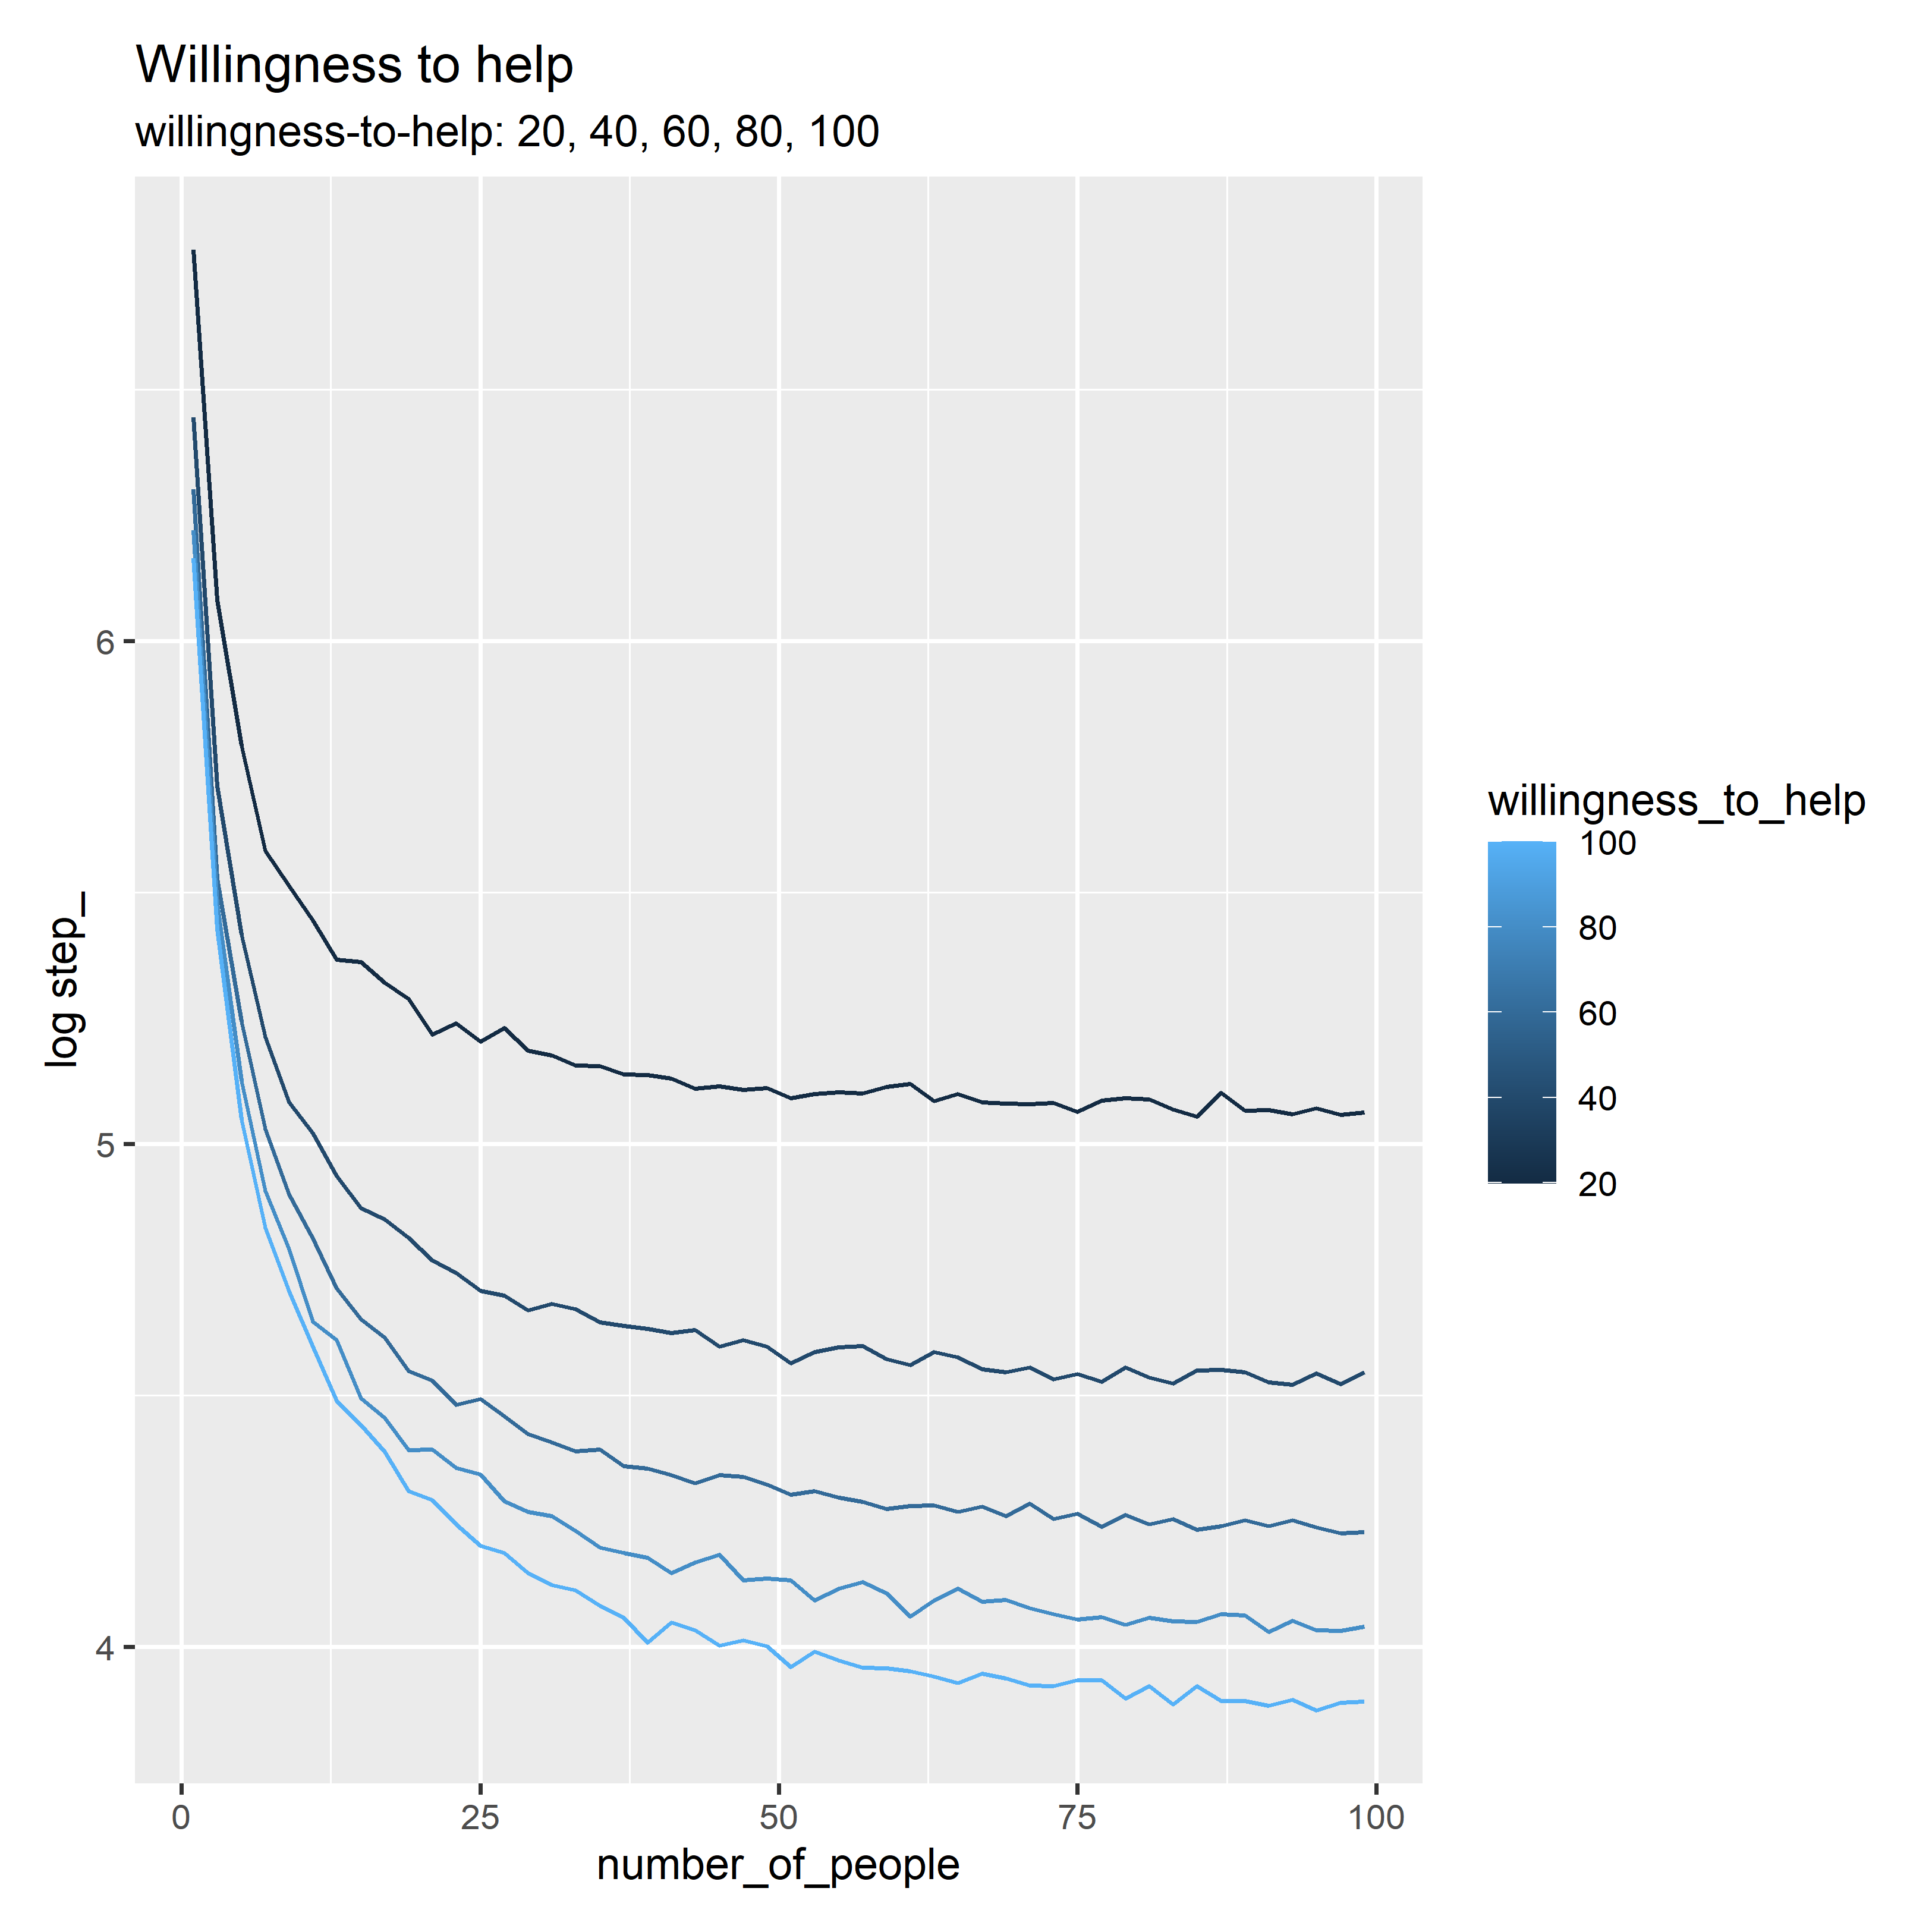 Willingness to help
willingness-to-help: 20, 40, 60, 80, 100
log step_
6
5
4
0 25 50 75 100
number_of_people
willingness_to_help
100
80
60
40
20